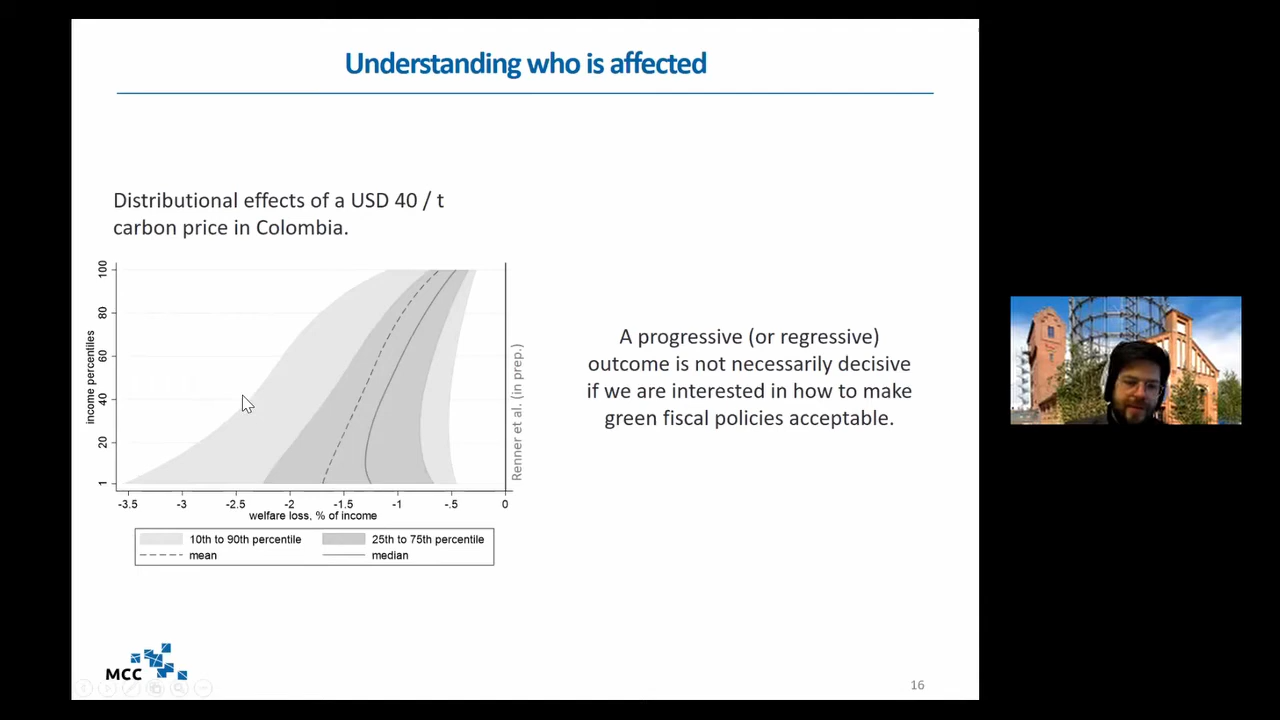 Understanding who is affected
Distributional effects of a USD 40 / t
carbon price in Colombia.
income percentiles
100
80
60
40
20
1
-3.5
-3
-2.5
-2
-1.5
-1
-.5
0
welfare loss, % of income
10th to 90th percentile
25th to 75th percentile
mean
median
Renner et al. (in prep.)
A progressive (or regressive)
outcome is not necessarily decisive
if we are interested in how to make
green fiscal policies acceptable.
MCC
16